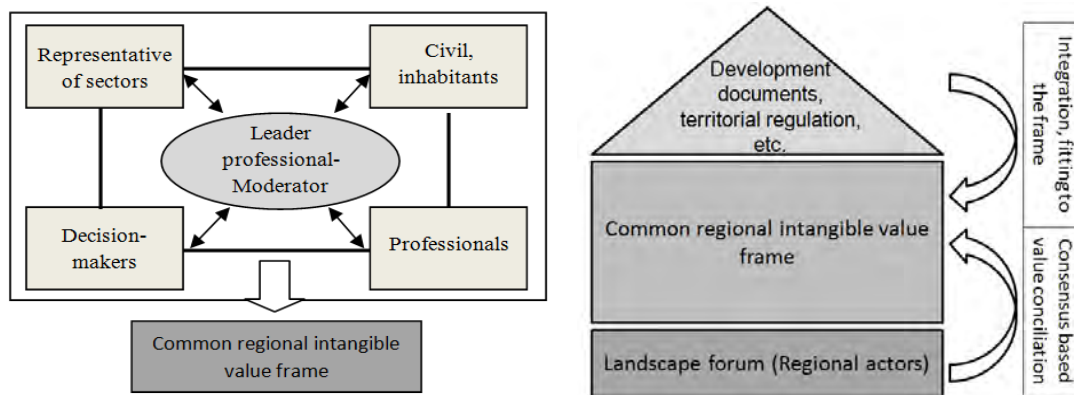 Representative
of sectors
Civil,
inhabitants
Leader
professional-
Moderator
Decision-
makers
Professionals
Common regional intangible
value frame
Development
documents,
territorial regulation,
etc.
Common regional intangible value
frame
Landscape forum (Regional actors)
Integration, fitting to
the frame
Consensus based
value conciliation